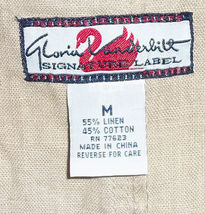 Gloria Vanderbilt
SIGNATURE LABEL
M
55% LINEN
45% COTTON
RN 77623
MADE IN CHINA
REVERSE FOR CARE